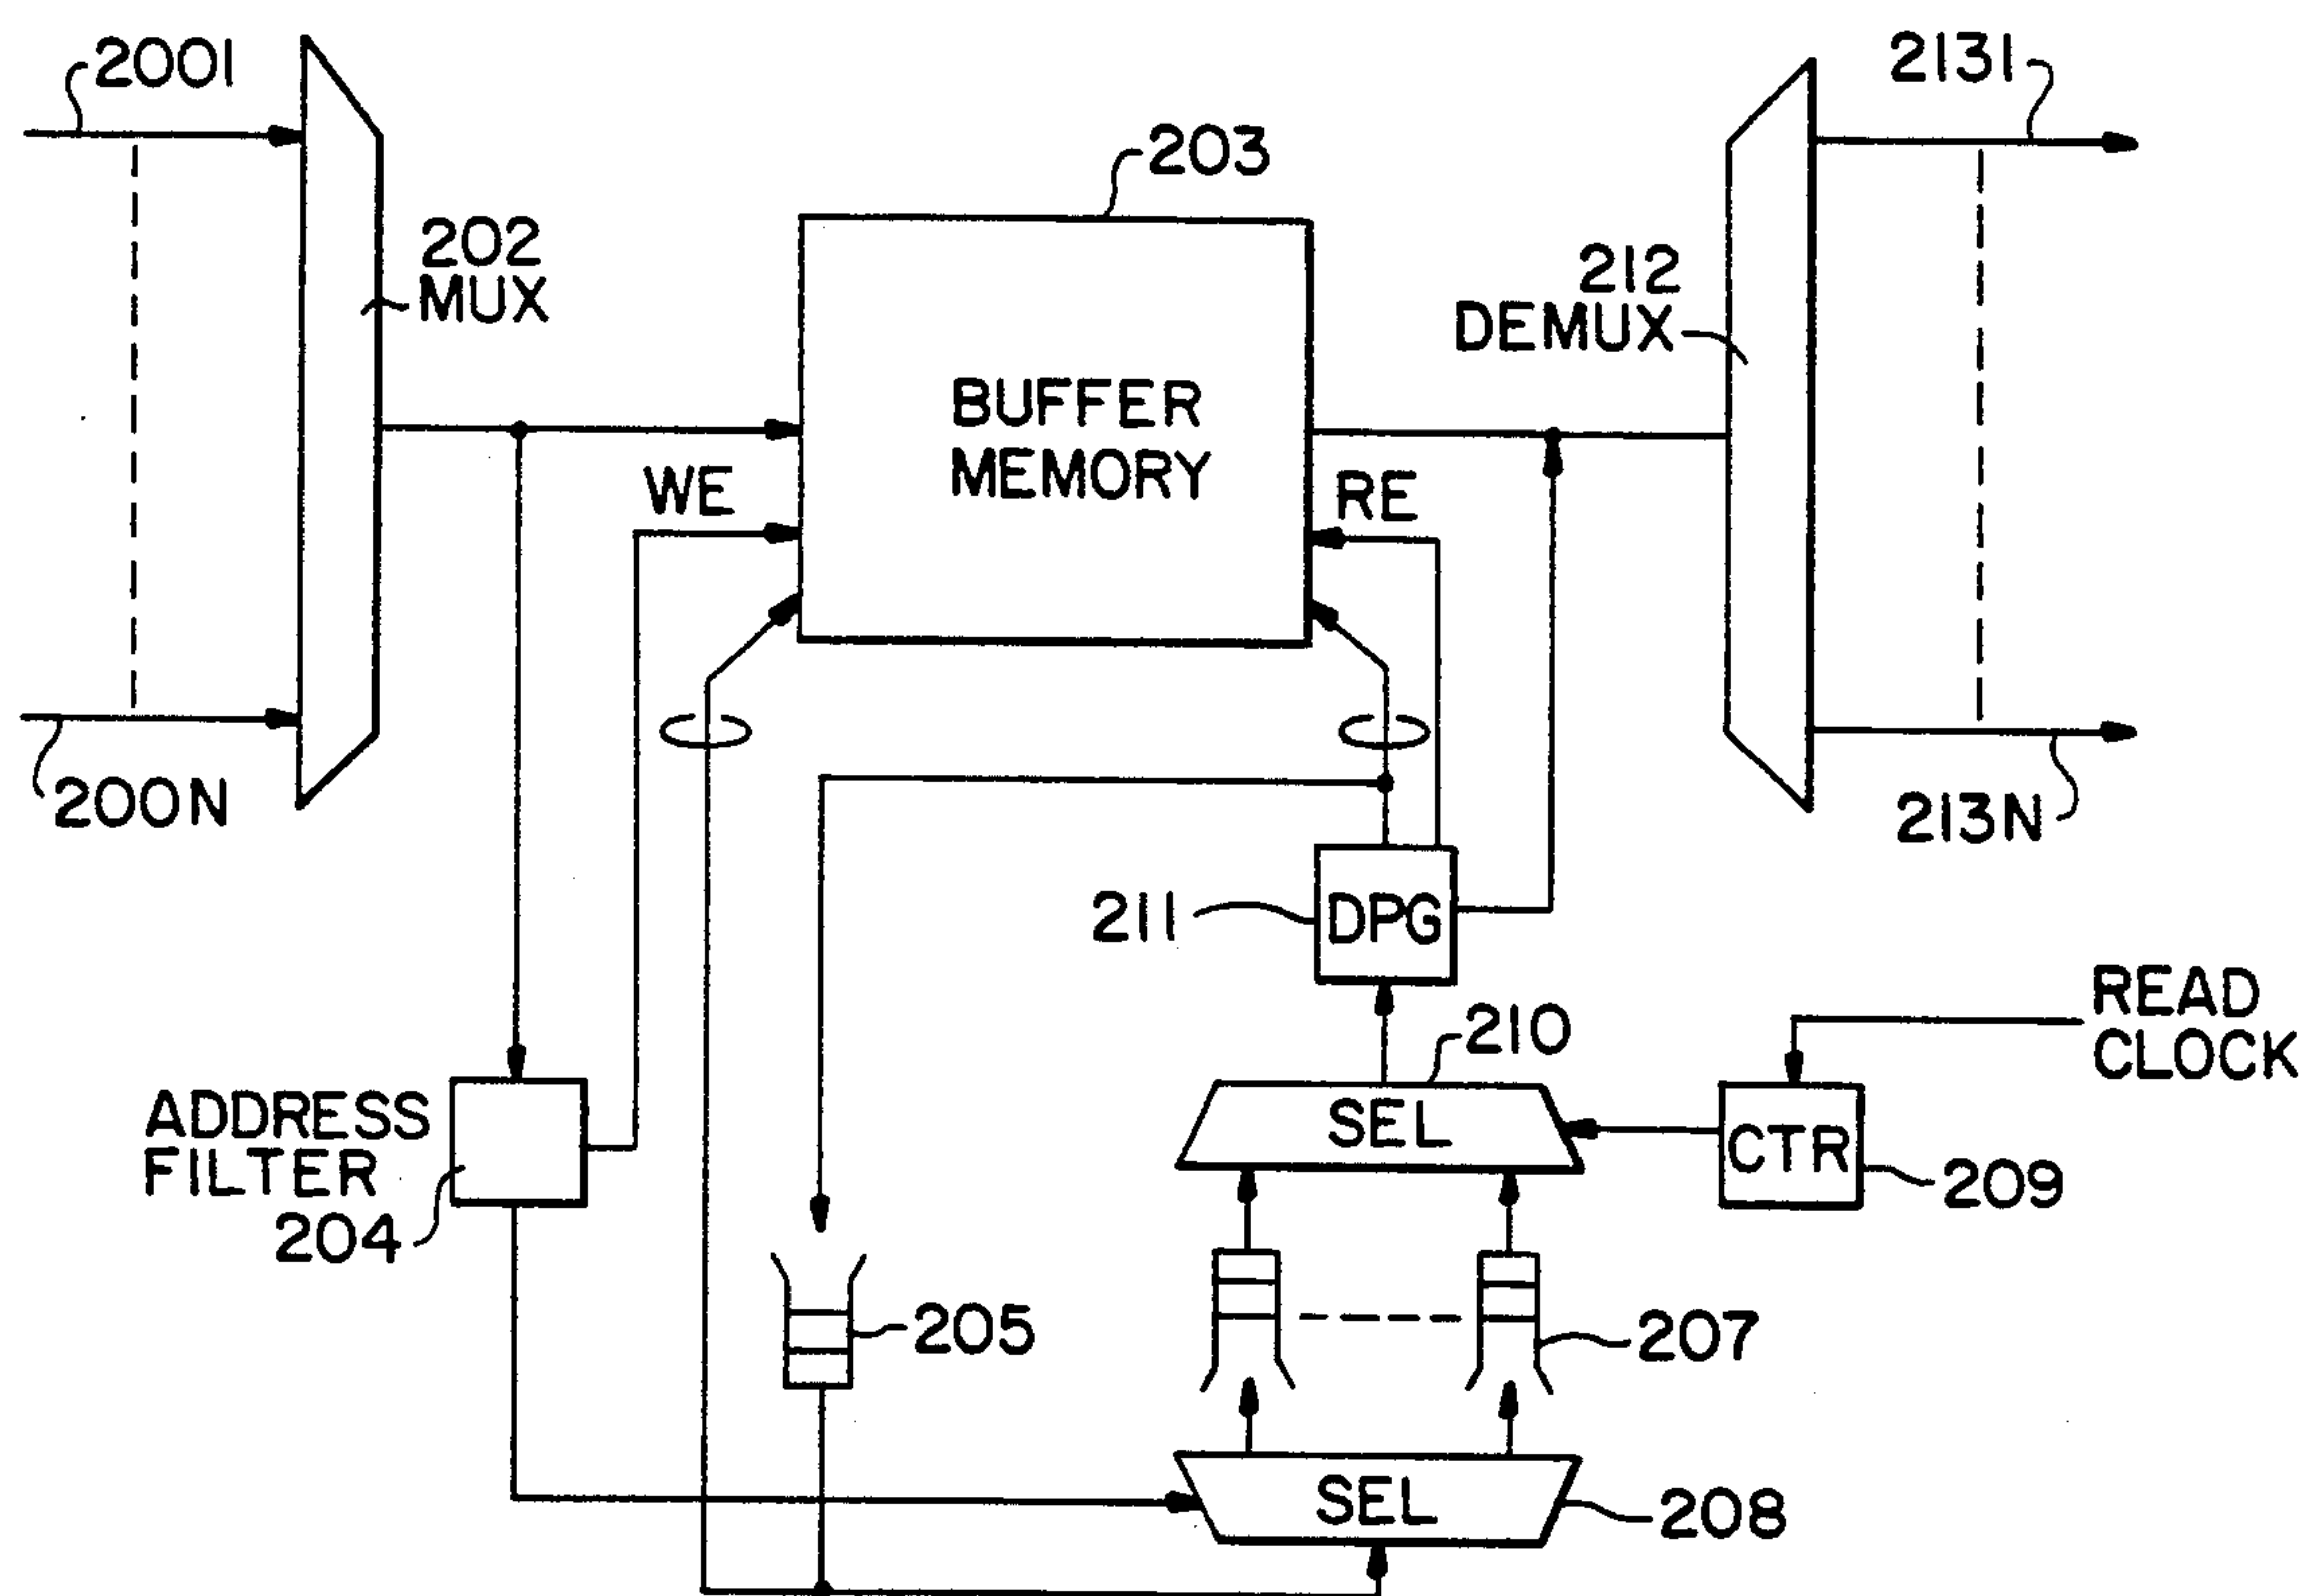 2001
2131
203
202
MUX
212
DEMUX
BUFFER
MEMORY
WE
RE
200N
213N
211
DPG
READ
CLOCK
210
ADDRESS
FILTER
204
SEL
CTR
209
205
207
SEL
208